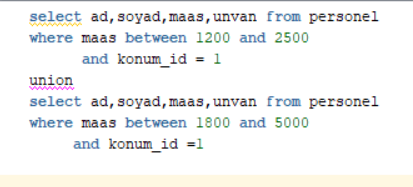 select ad,soyad,maas,unvan from personel
where maas between 1200 and 2500
and konum_id = 1
union
select ad,soyad,maas,unvan from personel
where maas between 1800 and 5000
and konum_id =1